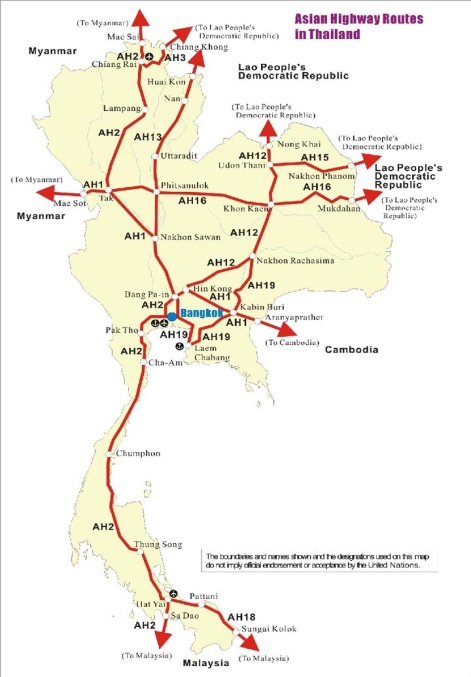 Asian Highway Routes
in Thailand
(To Myanmar)
Mac Sai
(To Lao People's
Democratic Republic)
Myanmar
AH2
Chiang Khong
Chiang Rai
AH3
Lao People's
Democratic Republic
Huai Kon
Nan
Lampang
(To Lao People's
Democratic Republic)
AH2
AH13
Nong Khai
(To Lao People's
Democratic Republic)
Uttaradit
AH12
AH15
Udon Thani
Lao People's
Democratic
Republic
Nakhon Phanom
(To Myanmar)
AH1
Phitsanulok
AH16
Mae Sot
Tak
AH16
(To Lao People's
Democratic
Republic)
Myanmar
Khon Kaen
Mukdahan
AH1
Nakhon Sawan
AH12
AH12
Nakhon Rachasima
AH19
Hin Kong
Bang Pa-in
AH1
AH2
Kabin Buri
Bangkok
AH1
Aranyaprathet
Pak Tho
AH19
AH19
(To Cambodia)
AH2
Laem
Chabang
Cambodia
Cha-Am
Chumphon
AH2
Thung Song
The boundaries and names shown and the designations used on this map
do not imply official endorsement or acceptance by the United Nations.
Pattani
Hat Yai
AH18
Sa Dao
AH2
Sungai Kolok
(To Malaysia)
(To Malaysia)
Malaysia